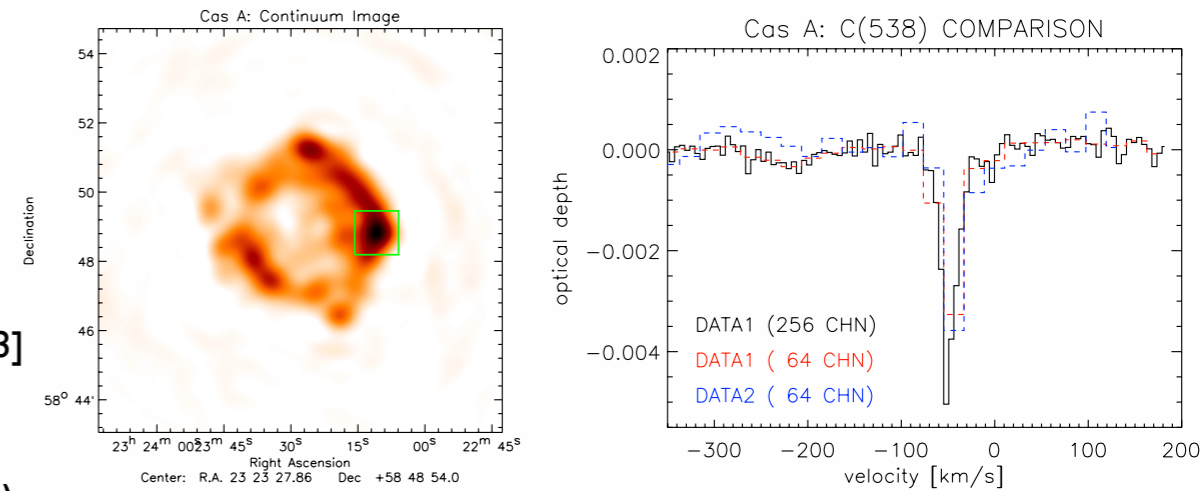 Cas A: Continuum Image
54
52
50
48
46
58° 44'
Declination
23h 24m 00s 23m 45s 30s 15s 00s 22m 45s
Right Ascension
Center: R.A. 23 23 27.86 Dec +58 48 54.0
3]
)
Cas A: C(538) COMPARISON
0.002
0.000
−0.002
−0.004
optical depth
DATA1 (256 CHN)
DATA1 ( 64 CHN)
DATA2 ( 64 CHN)
−300 −200 −100 0 100 200
velocity [km/s]